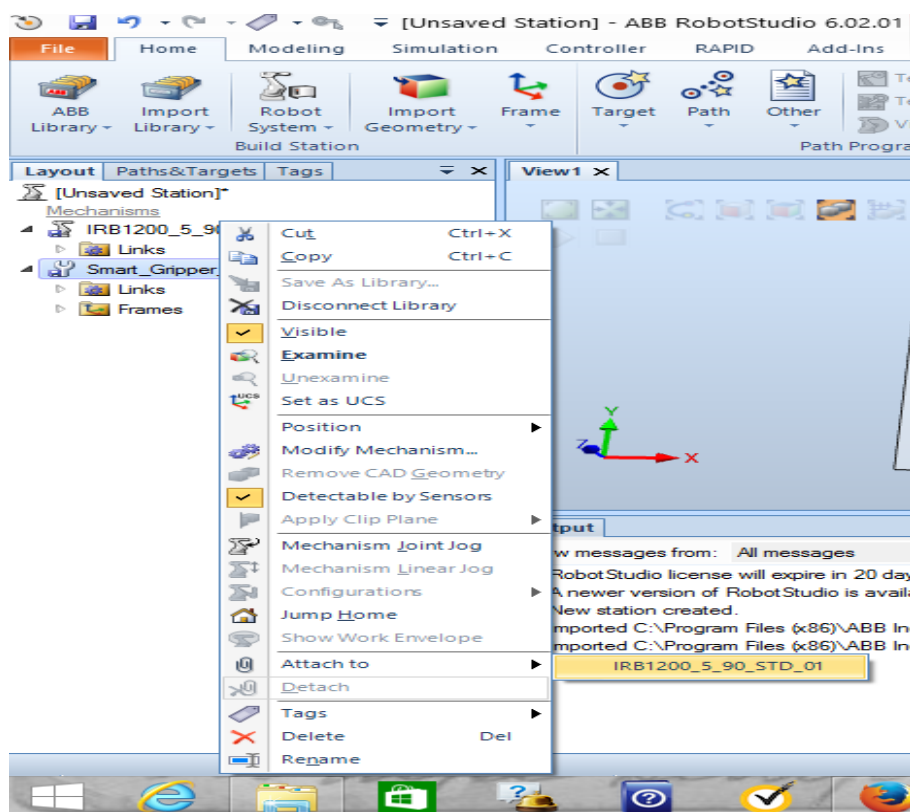 [Unsaved Station] - ABB RobotStudio 6.02.01
File Home Modeling Simulation Controller RAPID Add-Ins
ABB Library
Import Library
Robot System
Import Geometry
Frame
Target
Path
Other
Build Station
Path Progra
Layout Paths&Targets Tags
View1
[Unsaved Station]*
Mechanisms
IRB1200_5_9
Links
Smart_Gripper_
Links
Frames
Cut Ctrl+X
Copy Ctrl+C
Save As Library...
Disconnect Library
Visible
Examine
Unexamine
Set as UCS
Position
Modify Mechanism...
Remove CAD Geometry
Detectable by Sensors
Apply Clip Plane
Mechanism Joint Jog
Mechanism Linear Jog
Configurations
Jump Home
Show Work Envelope
Attach to
IRB1200_5_90_STD_01
Detach
Tags
Delete Del
Rename
UCS
Y
Z
X
tput
w messages from: All messages
RobotStudio license will expire in 20 day
A newer version of RobotStudio is avail
New station created.
mported C:\Program Files (x86)\ABB In
mported C:\Program Files (x86)\ABB In